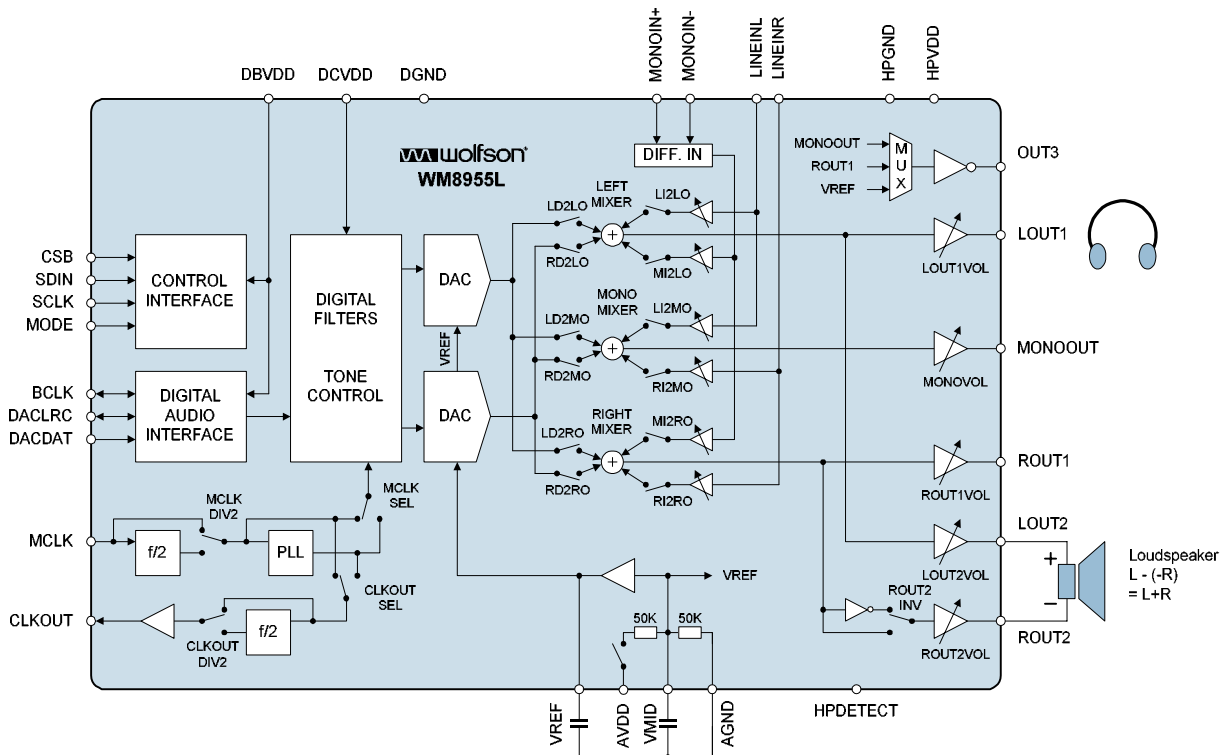 DBVDD
DCVDD
DGND
MONOIN+
MONOIN-
LINEINL
LINEINR
HPGND
HPVDD
wolfson
WM8955L
DIFF. IN
MONOOUT
ROUT1
VREF
MUX
OUT3
CSB
SDIN
SCLK
MODE
CONTROL
INTERFACE
BCLK
DACLRC
DACDAT
DIGITAL
AUDIO
INTERFACE
DIGITAL
FILTERS
TONE
CONTROL
DAC
VREF
DAC
LD2LO
RD2LO
LEFT
MIXER
+
LI2LO
MI2LO
LD2MO
RD2MO
MONO
MIXER
+
LI2MO
RI2MO
LD2RO
RD2RO
RIGHT
MIXER
+
MI2RO
RI2RO
LOUT1VOL
LOUT1
MONOVOL
MONOOUT
ROUT1VOL
ROUT1
LOUT2VOL
LOUT2
ROUT2
INV
ROUT2VOL
ROUT2
+
−
Loudspeaker
L - (-R)
= L+R
MCLK
f/2
MCLK
DIV2
PLL
MCLK
SEL
CLKOUT
SEL
CLKOUT
CLKOUT
DIV2
f/2
VREF
50K
50K
VREF
AVDD
VMID
AGND
HPDETECT